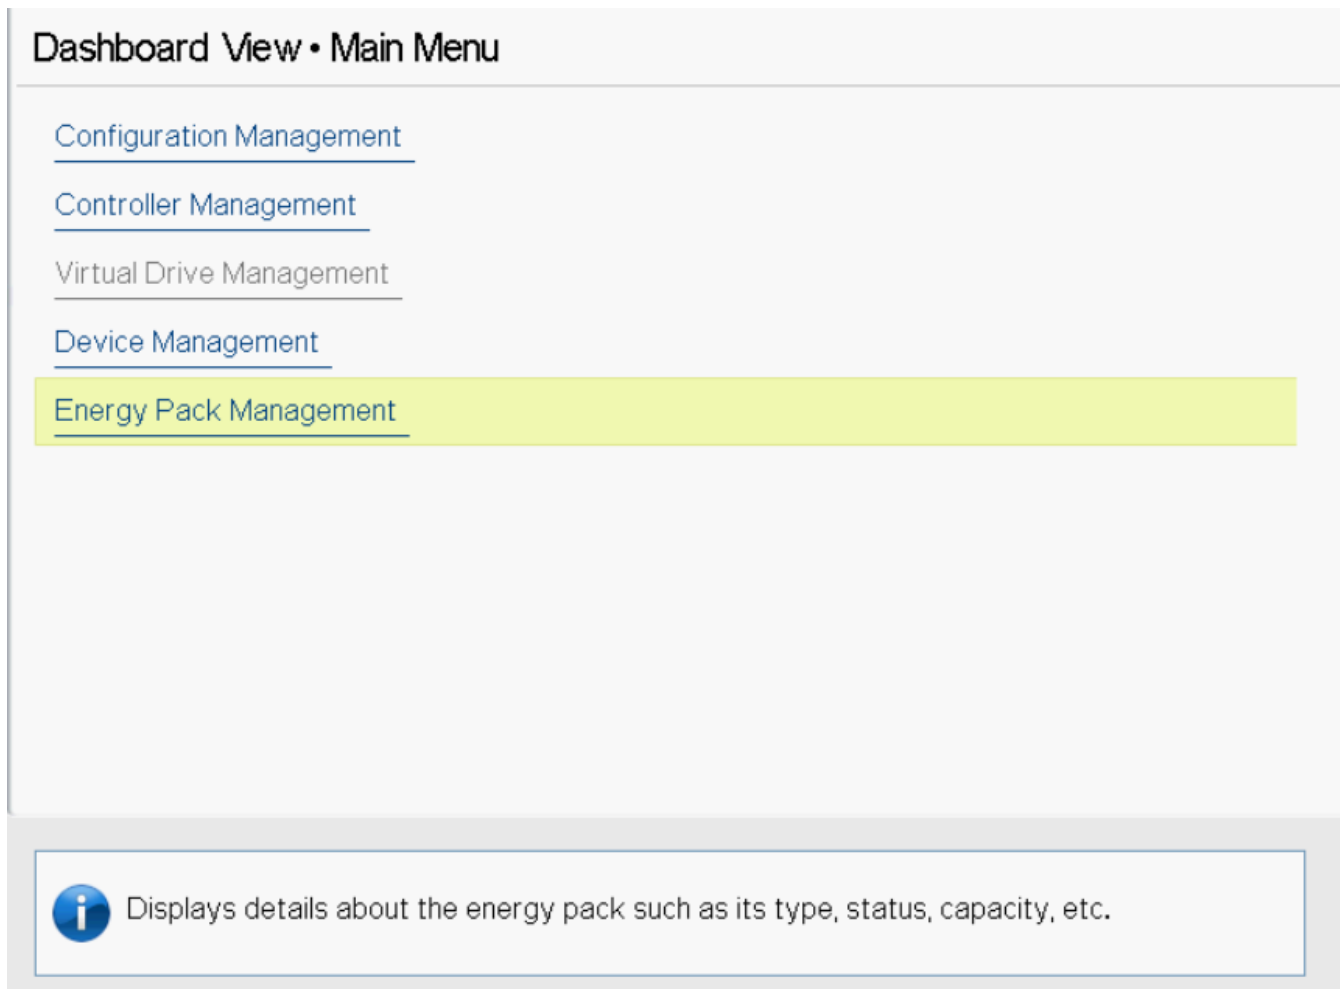 Dashboard View • Main Menu
Configuration Management
Controller Management
Virtual Drive Management
Device Management
Energy Pack Management
Displays details about the energy pack such as its type, status, capacity, etc.